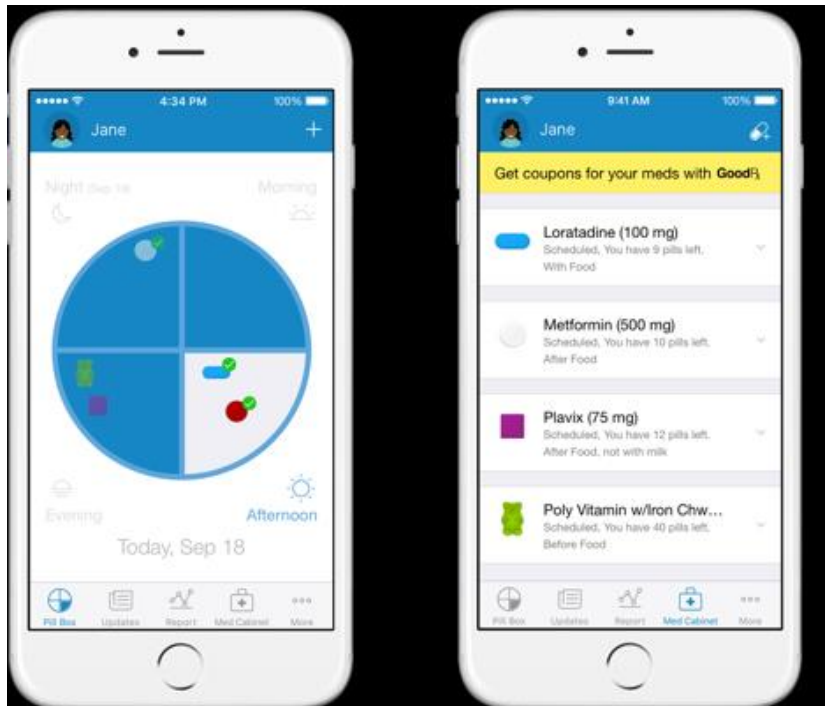 4:34 PM
100%
Jane
+
Night (Sep 18)
Morning
Evening
Afternoon
Today, Sep 18
Pill Box
Updates
Report
Med Cabinet
More
9:41 AM
100%
Jane
Get coupons for your meds with GoodRx
Loratadine (100 mg)
Scheduled, You have 9 pills left,
With Food
Metformin (500 mg)
Scheduled, You have 10 pills left,
After Food
Plavix (75 mg)
Scheduled, You have 12 pills left,
After Food, not with milk
Poly Vitamin w/Iron Chw...
Scheduled, You have 40 pills left,
Before Food
Pill Box
Updates
Report
Med Cabinet
More